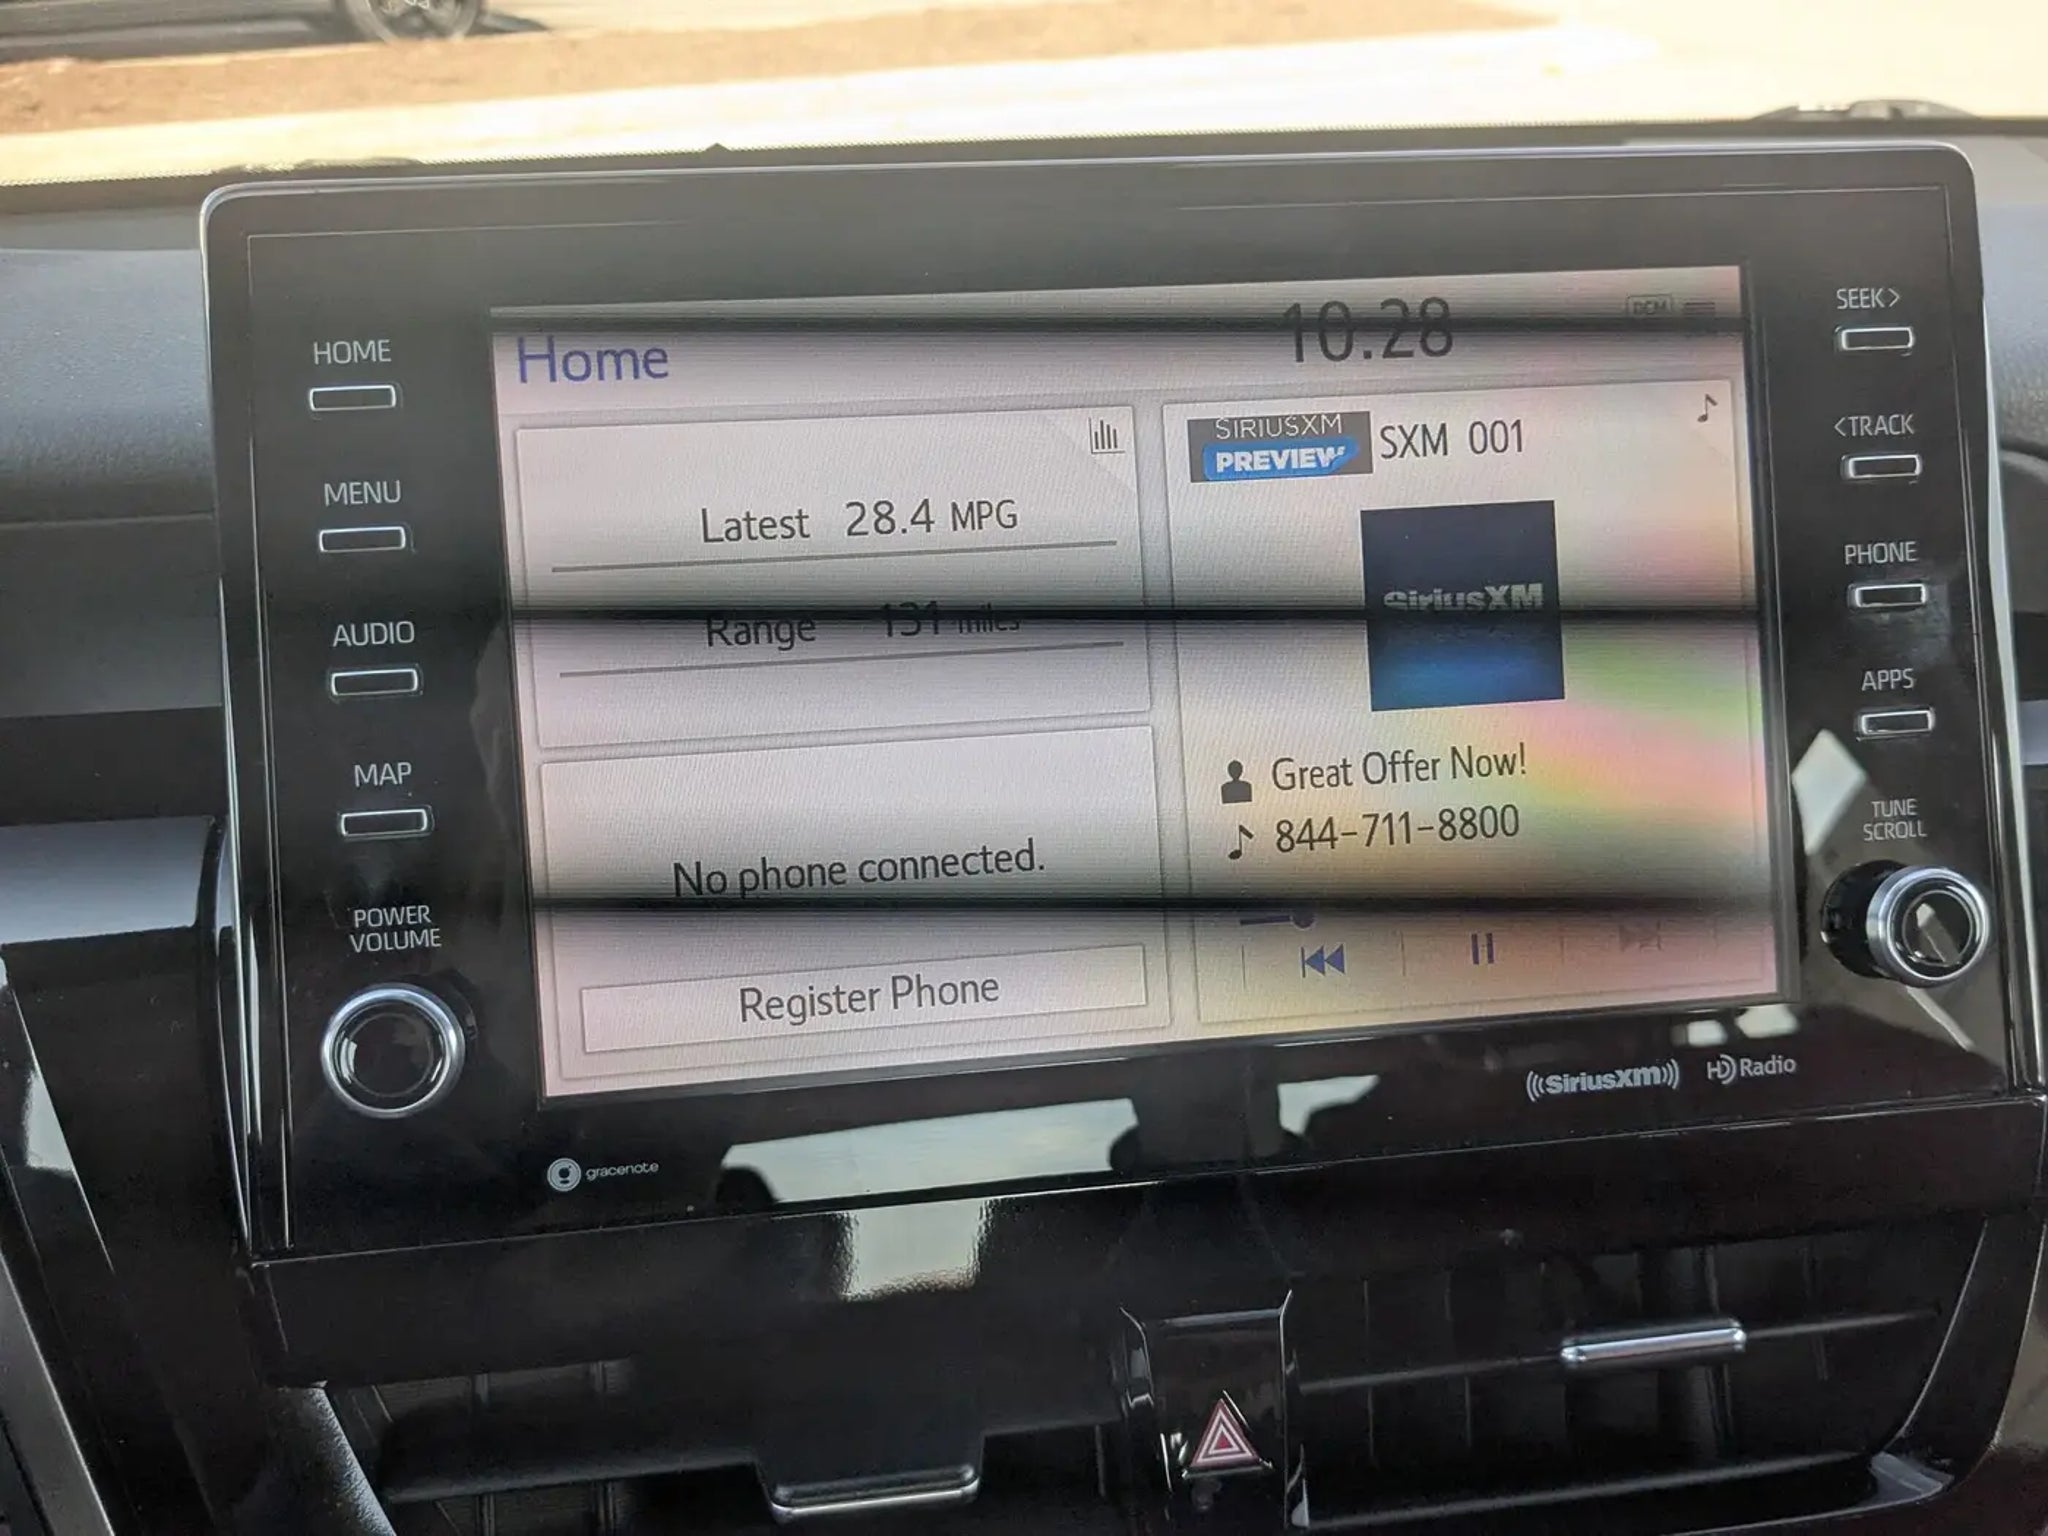 HOME
MENU
AUDIO
MAP
POWER
VOLUME
Home
10:28
DCM
Latest 28.4 MPG
Range 131 miles
No phone connected.
Register Phone
SIRIUSXM
PREVIEW
SXM 001
SiriusXM
Great Offer Now!
844-711-8800
SEEK>
<TRACK
PHONE
APPS
TUNE
SCROLL
gracenote
((SiriusXM))
HD Radio